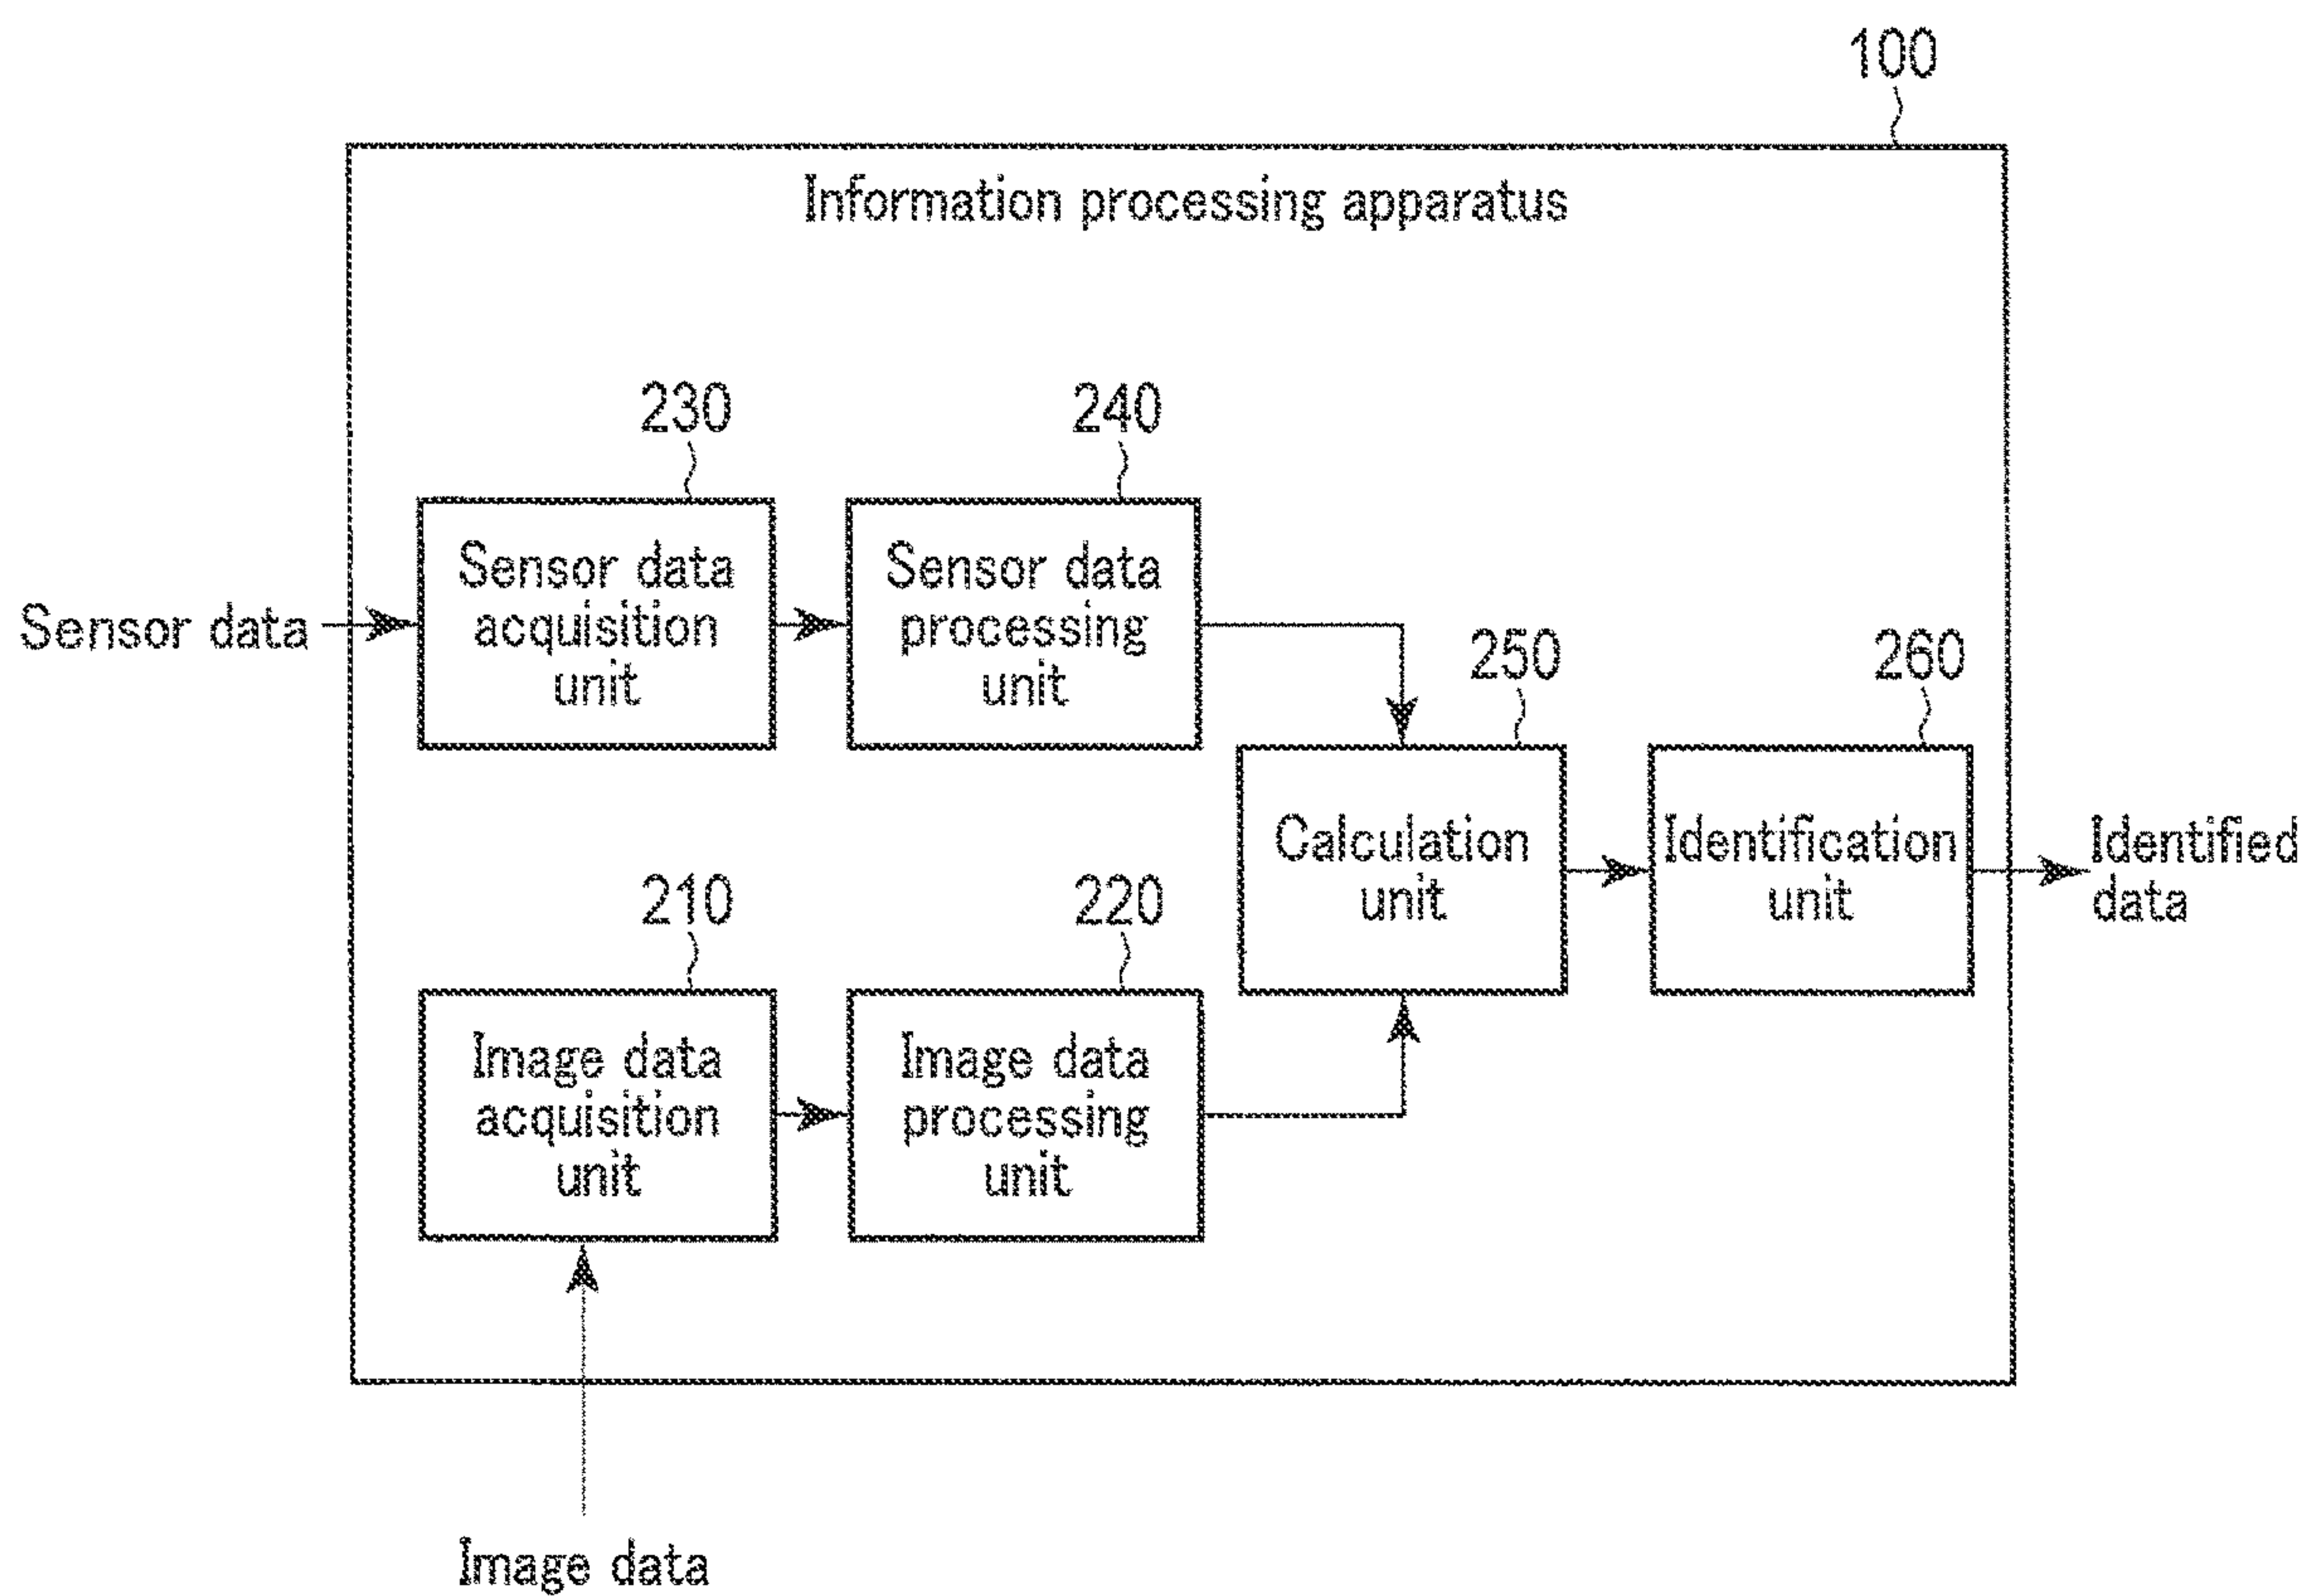 100
Information processing apparatus
230
240
Sensor data
acquisition
unit
Sensor data
processing
unit
Sensor data
250
260
Calculation
unit
Identification
unit
Identified
data
210
220
Image data
acquisition
unit
Image data
processing
unit
Image data